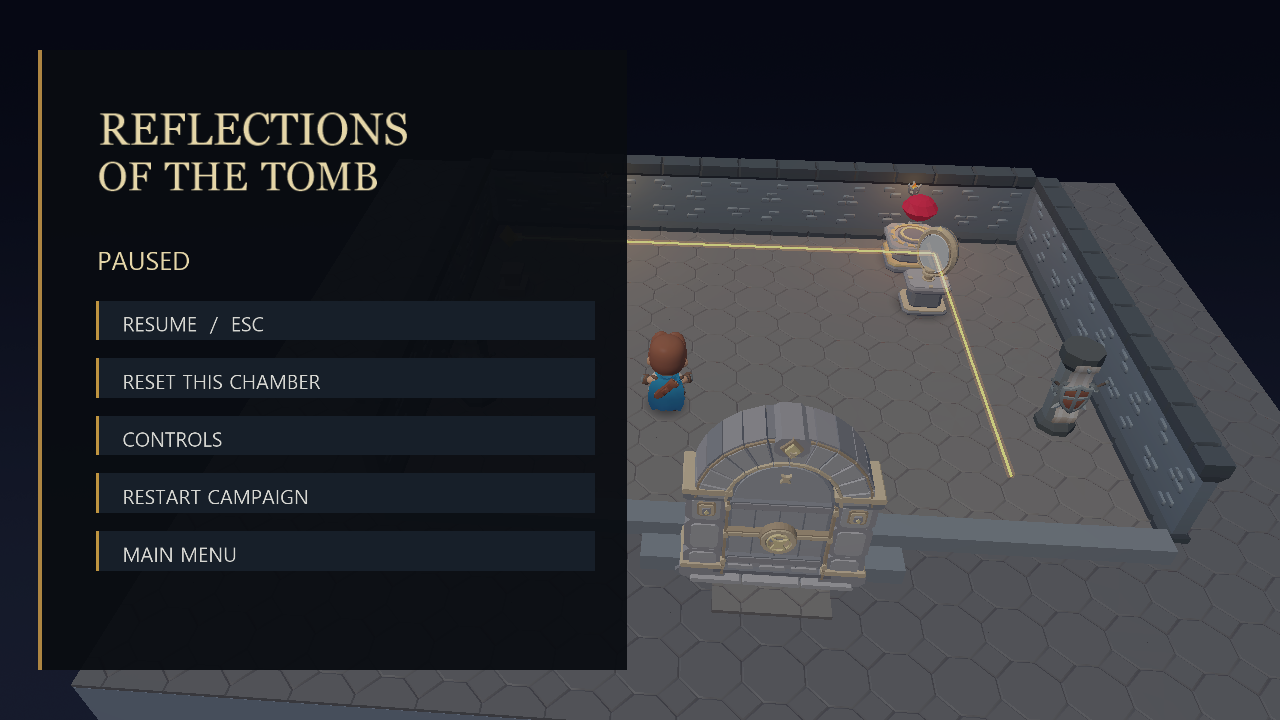 REFLECTIONS
OF THE TOMB
PAUSED
RESUME / ESC
RESET THIS CHAMBER
CONTROLS
RESTART CAMPAIGN
MAIN MENU